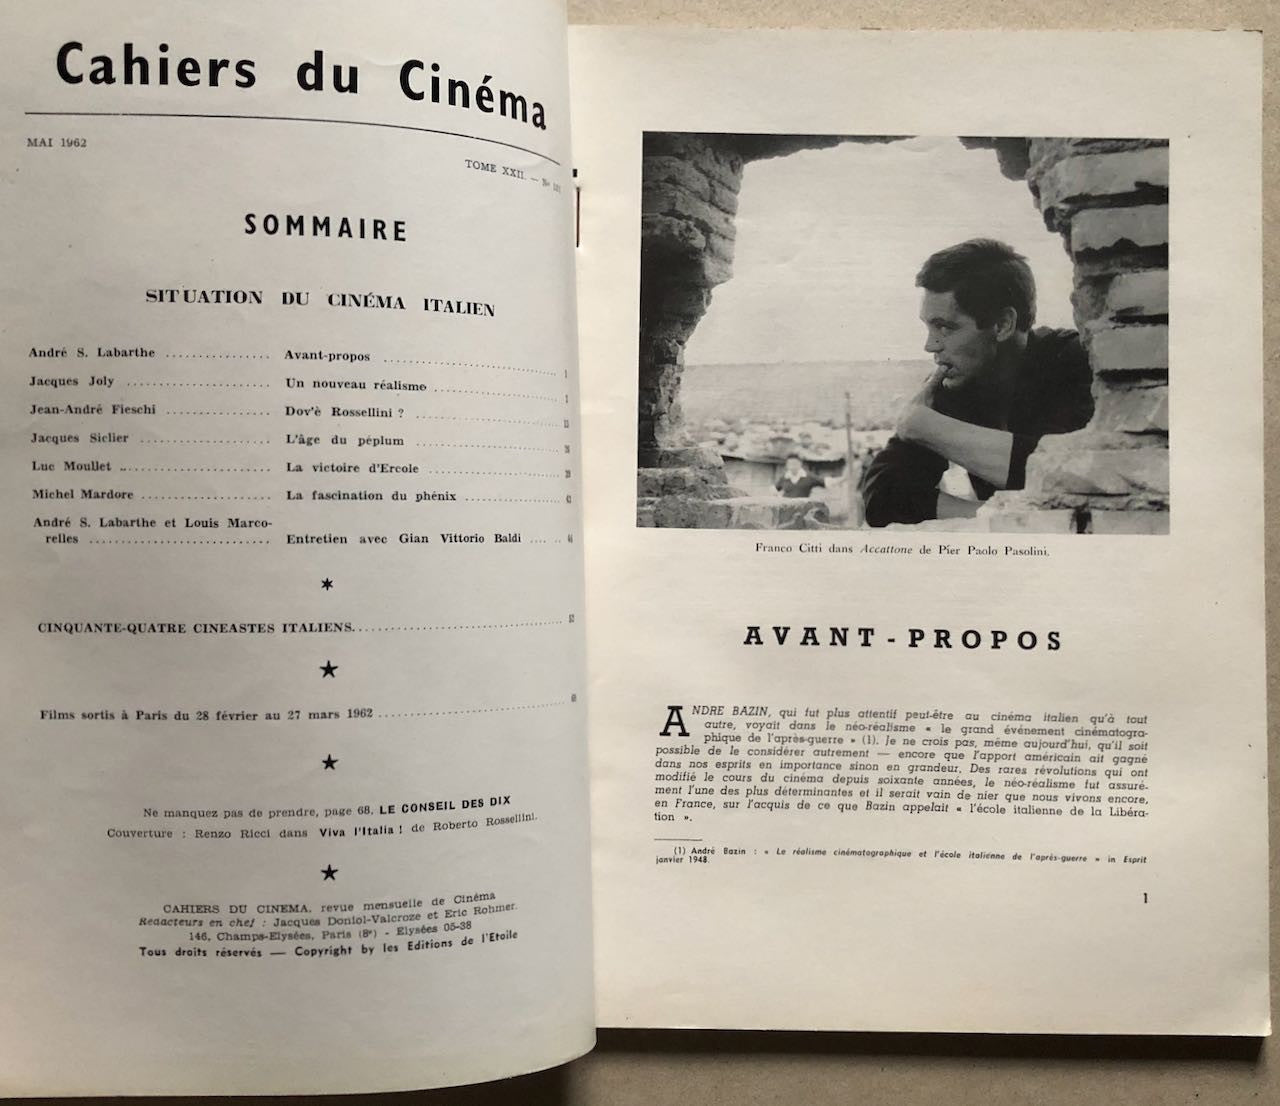 Cahiers du Cinéma
MAI 1962
TOME XXII. — No 131
SOMMAIRE
SITUATION DU CINÉMA ITALIEN
André S. Labarthe .................. Avant-propos .................. 1
Jacques Joly .................. Un nouveau réalisme ..................
Jean-André Fieschi .................. Dov'è Rossellini ? ..................
Jacques Siclier .................. L'âge du péplum ..................
Luc Moullet .................. La victoire d'Ercole ..................
Michel Mardore .................. La fascination du phénix ..................
André S. Labarthe et Louis Marco-
relles .................. Entretien avec Gian Vittorio Baldi ......
CINQUANTE-QUATRE CINEASTES ITALIENS..................
Films sortis à Paris du 28 février au 27 mars 1962 ..................
Ne manquez pas de prendre, page 68, LE CONSEIL DES DIX
Couverture : Renzo Ricci dans Viva l'Italia ! de Roberto Rossellini.
CAHIERS DU CINEMA, revue mensuelle de Cinéma
Redacteurs en chef : Jacques Doniol-Valcroze et Eric Rohmer.
146, Champs-Elysées, Paris (8e) - Elysées 05-38
Tous droits réservés — Copyright by les Editions de l'Etoile
Franco Citti dans Accattone de Pier Paolo Pasolini.
AVANT-PROPOS
ANDRE BAZIN, qui fut plus attentif peut-être au cinéma italien qu'à tout
autre, voyait dans le néo-réalisme « le grand événement cinématogra-
phique de l'après-guerre » (1). Je ne crois pas, même aujourd'hui, qu'il soit
possible de le considérer autrement — encore que l'apport américain ait gagné
dans nos esprits en importance sinon en grandeur. Des rares révolutions qui ont
modifié le cours du cinéma depuis soixante années, le néo-réalisme fut assuré-
ment l'une des plus déterminantes et il serait vain de nier que nous vivons encore,
en France, sur l'acquis de ce que Bazin appelait « l'école italienne de la Libéra-
tion ».
(1) André Bazin : « Le réalisme cinématographique et l'école italienne de l'après-guerre » in Esprit
janvier 1948.
1